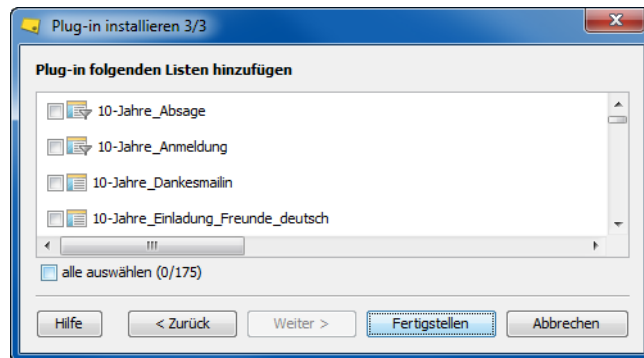 Plug-in installieren 3/3
Plug-in folgenden Listen hinzufügen
10-Jahre_Absage
10-Jahre_Anmeldung
10-Jahre_Dankesmailin
10-Jahre_Einladung_Freunde_deutsch
alle auswählen (0/175)
Hilfe < Zurück Weiter > Fertigstellen Abbrechen